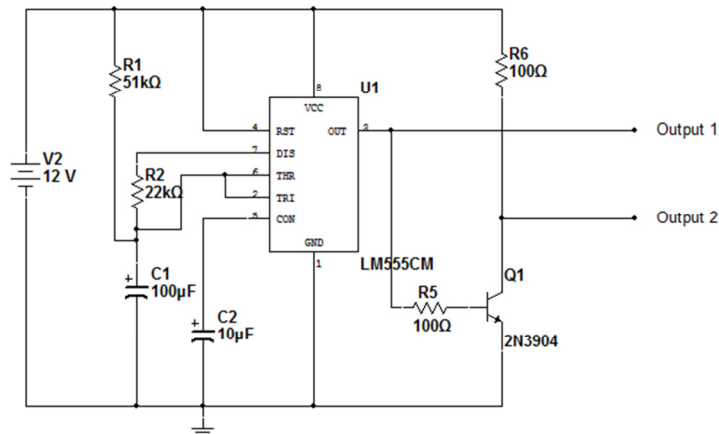 R1
51kΩ
R6
100Ω
U1
8
VCC
4
RST
OUT
3
Output 1
7
DIS
V2
12 V
R2
22kΩ
6
THR
2
TRI
5
CON
Output 2
GND
1
LM555CM
C1
100µF
C2
10µF
R5
100Ω
Q1
2N3904
+
+